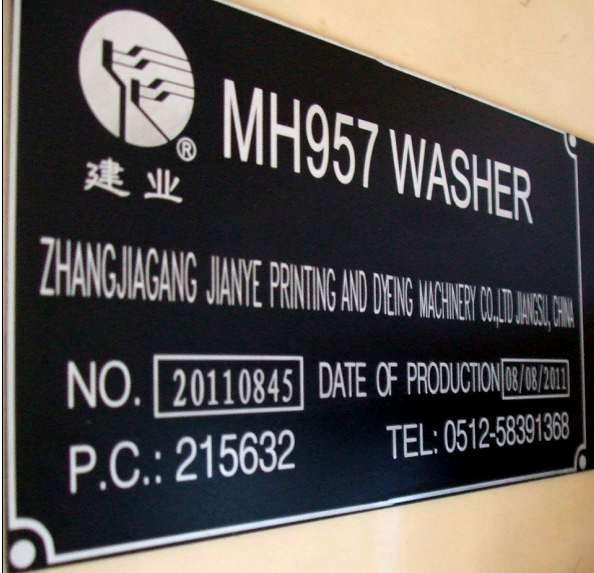 ®
建业
MH957 WASHER
ZHANGJIAGANG JIANYE PRINTING AND DYEING MACHINERY CO.,LTD JIANGSU, CHINA
NO. 20110845 DATE OF PRODUCTION 08/08/2011
P.C.: 215632 TEL: 0512-58391368